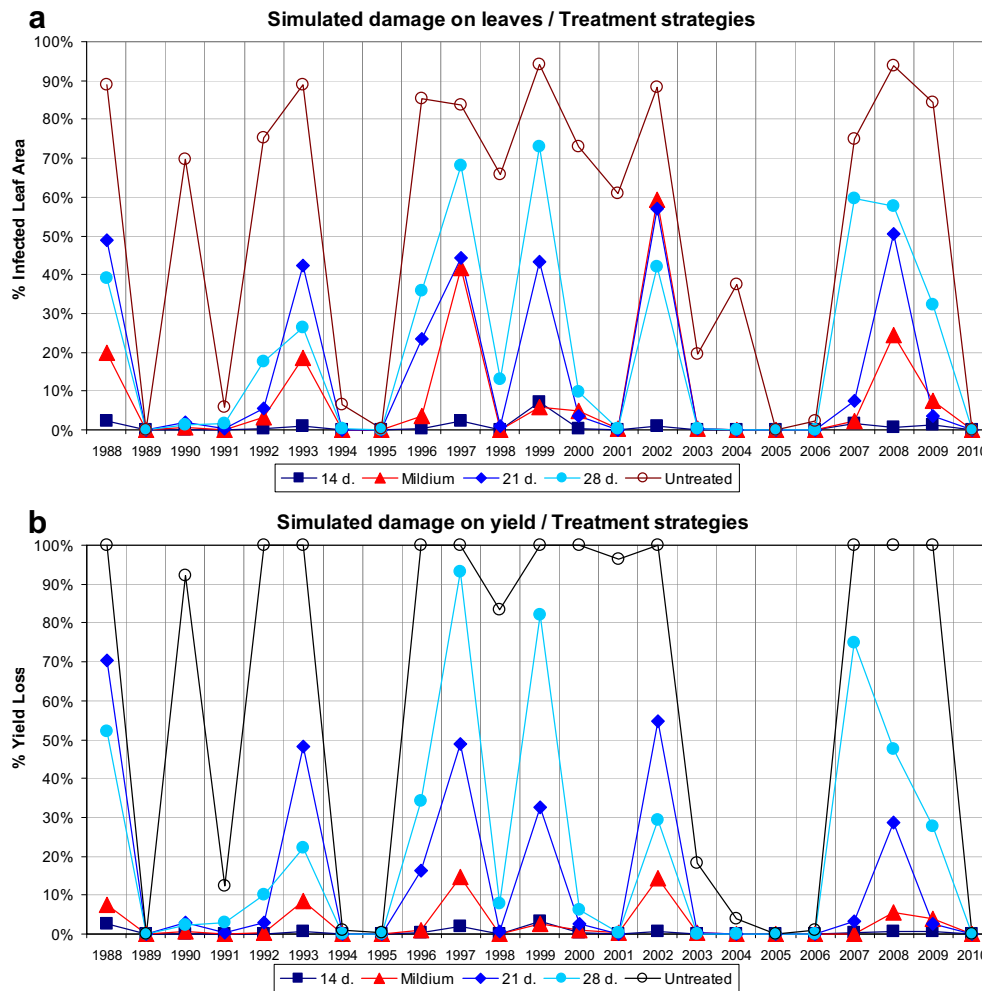 a
Simulated damage on leaves / Treatment strategies
% Infected Leaf Area
100%
90%
80%
70%
60%
50%
40%
30%
20%
10%
0%
1988 1989 1990 1991 1992 1993 1994 1995 1996 1997 1998 1999 2000 2001 2002 2003 2004 2005 2006 2007 2008 2009 2010
14 d. Mildium 21 d. 28 d. Untreated
b
Simulated damage on yield / Treatment strategies
% Yield Loss
100%
90%
80%
70%
60%
50%
40%
30%
20%
10%
0%
1988 1989 1990 1991 1992 1993 1994 1995 1996 1997 1998 1999 2000 2001 2002 2003 2004 2005 2006 2007 2008 2009 2010
14 d. Mildium 21 d. 28 d. Untreated